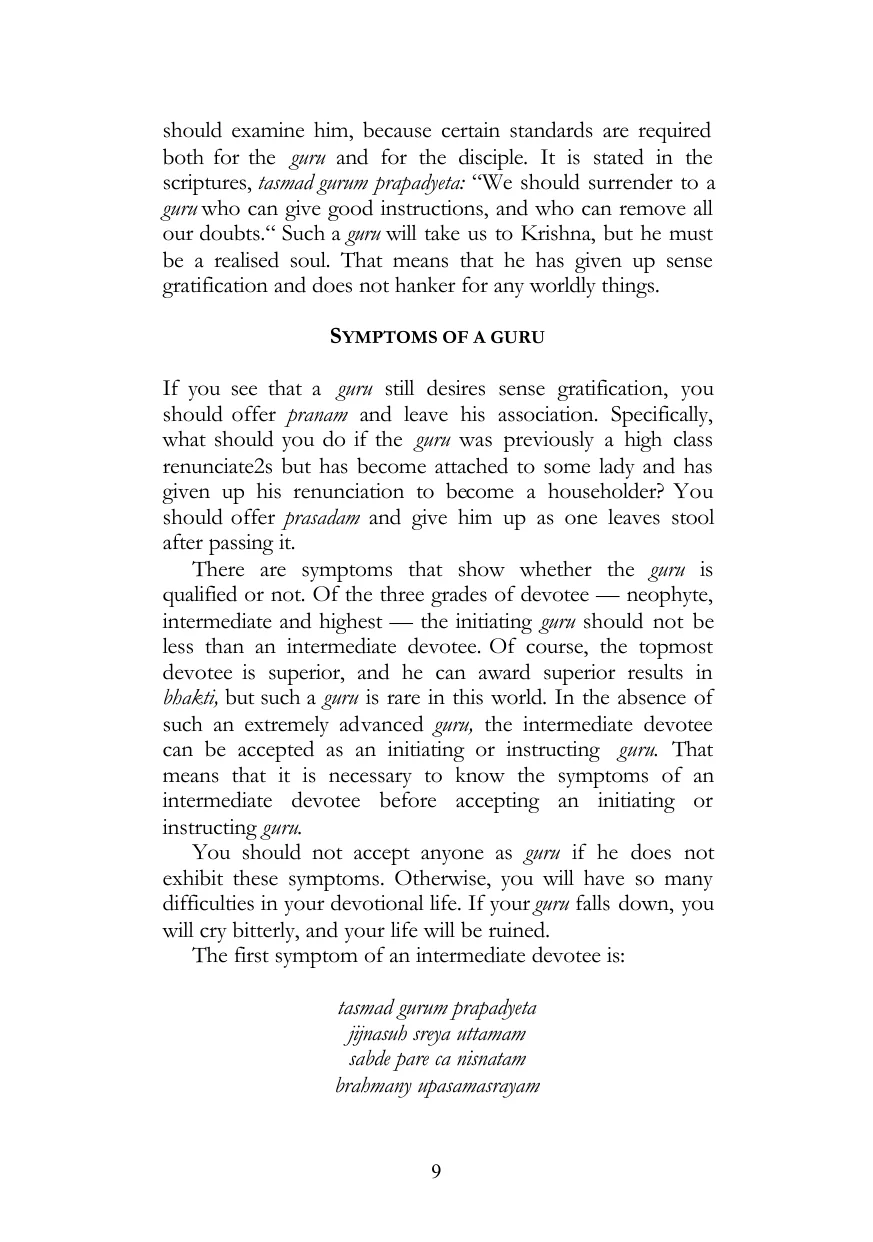 should examine him, because certain standards are required
both for the guru and for the disciple. It is stated in the
scriptures, tasmad gurum prapadyeta: “We should surrender to a
guru who can give good instructions, and who can remove all
our doubts.“ Such a guru will take us to Krishna, but he must
be a realised soul. That means that he has given up sense
gratification and does not hanker for any worldly things.
SYMPTOMS OF A GURU
If you see that a guru still desires sense gratification, you
should offer pranam and leave his association. Specifically,
what should you do if the guru was previously a high class
renunciate2s but has become attached to some lady and has
given up his renunciation to become a householder? You
should offer prasadam and give him up as one leaves stool
after passing it.
There are symptoms that show whether the guru is
qualified or not. Of the three grades of devotee — neophyte,
intermediate and highest — the initiating guru should not be
less than an intermediate devotee. Of course, the topmost
devotee is superior, and he can award superior results in
bhakti, but such a guru is rare in this world. In the absence of
such an extremely advanced guru, the intermediate devotee
can be accepted as an initiating or instructing guru. That
means that it is necessary to know the symptoms of an
intermediate devotee before accepting an initiating or
instructing guru.
You should not accept anyone as guru if he does not
exhibit these symptoms. Otherwise, you will have so many
difficulties in your devotional life. If your guru falls down, you
will cry bitterly, and your life will be ruined.
The first symptom of an intermediate devotee is:
tasmad gurum prapadyeta
jijnasuh sreya uttamam
sabde pare ca nisnatam
brahmany upasamasrayam
9